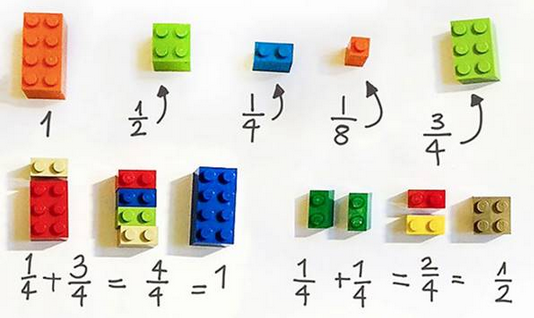 1 1/2 1/4 1/8 3/4
1/4 + 3/4 = 4/4 = 1
1/4 + 1/4 = 2/4 = 1/2